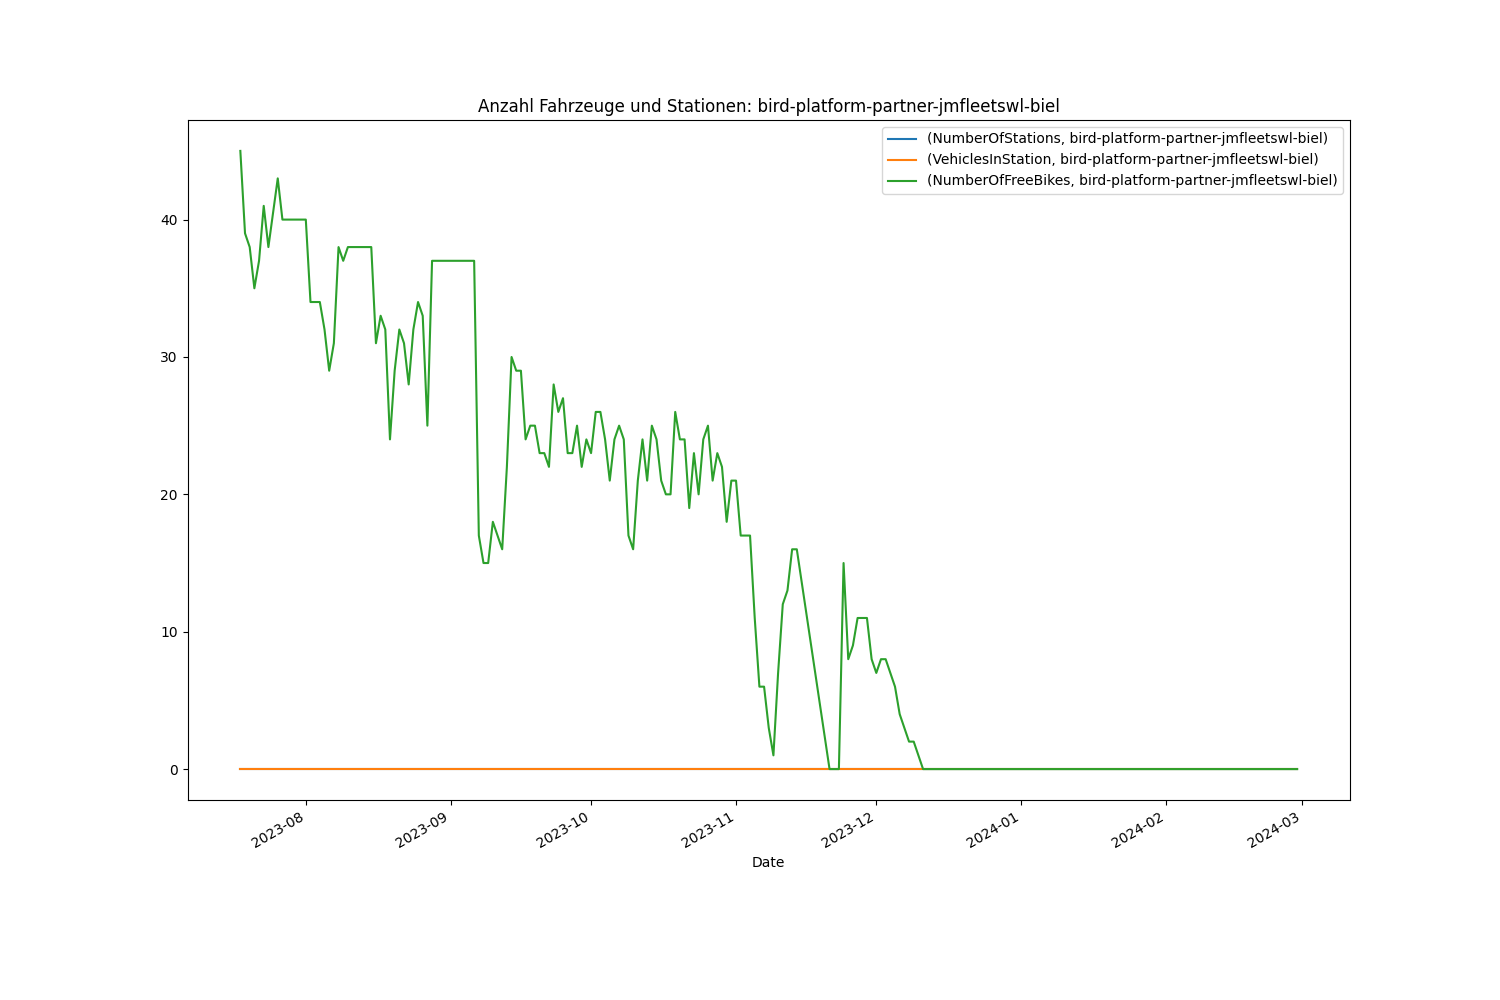 Anzahl Fahrzeuge und Stationen: bird-platform-partner-jmfleetswl-biel
(NumberOfStations, bird-platform-partner-jmfleetswl-biel)
(VehiclesInStation, bird-platform-partner-jmfleetswl-biel)
(NumberOfFreeBikes, bird-platform-partner-jmfleetswl-biel)
40
30
20
10
0
2023-08
2023-09
2023-10
2023-11
2023-12
2024-01
2024-02
2024-03
Date